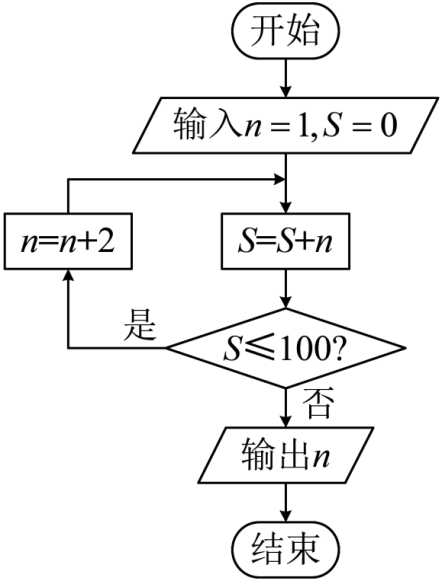 开始
输入n = 1, S = 0
n=n+2
S=S+n
是
S≤100?
否
输出n
结束